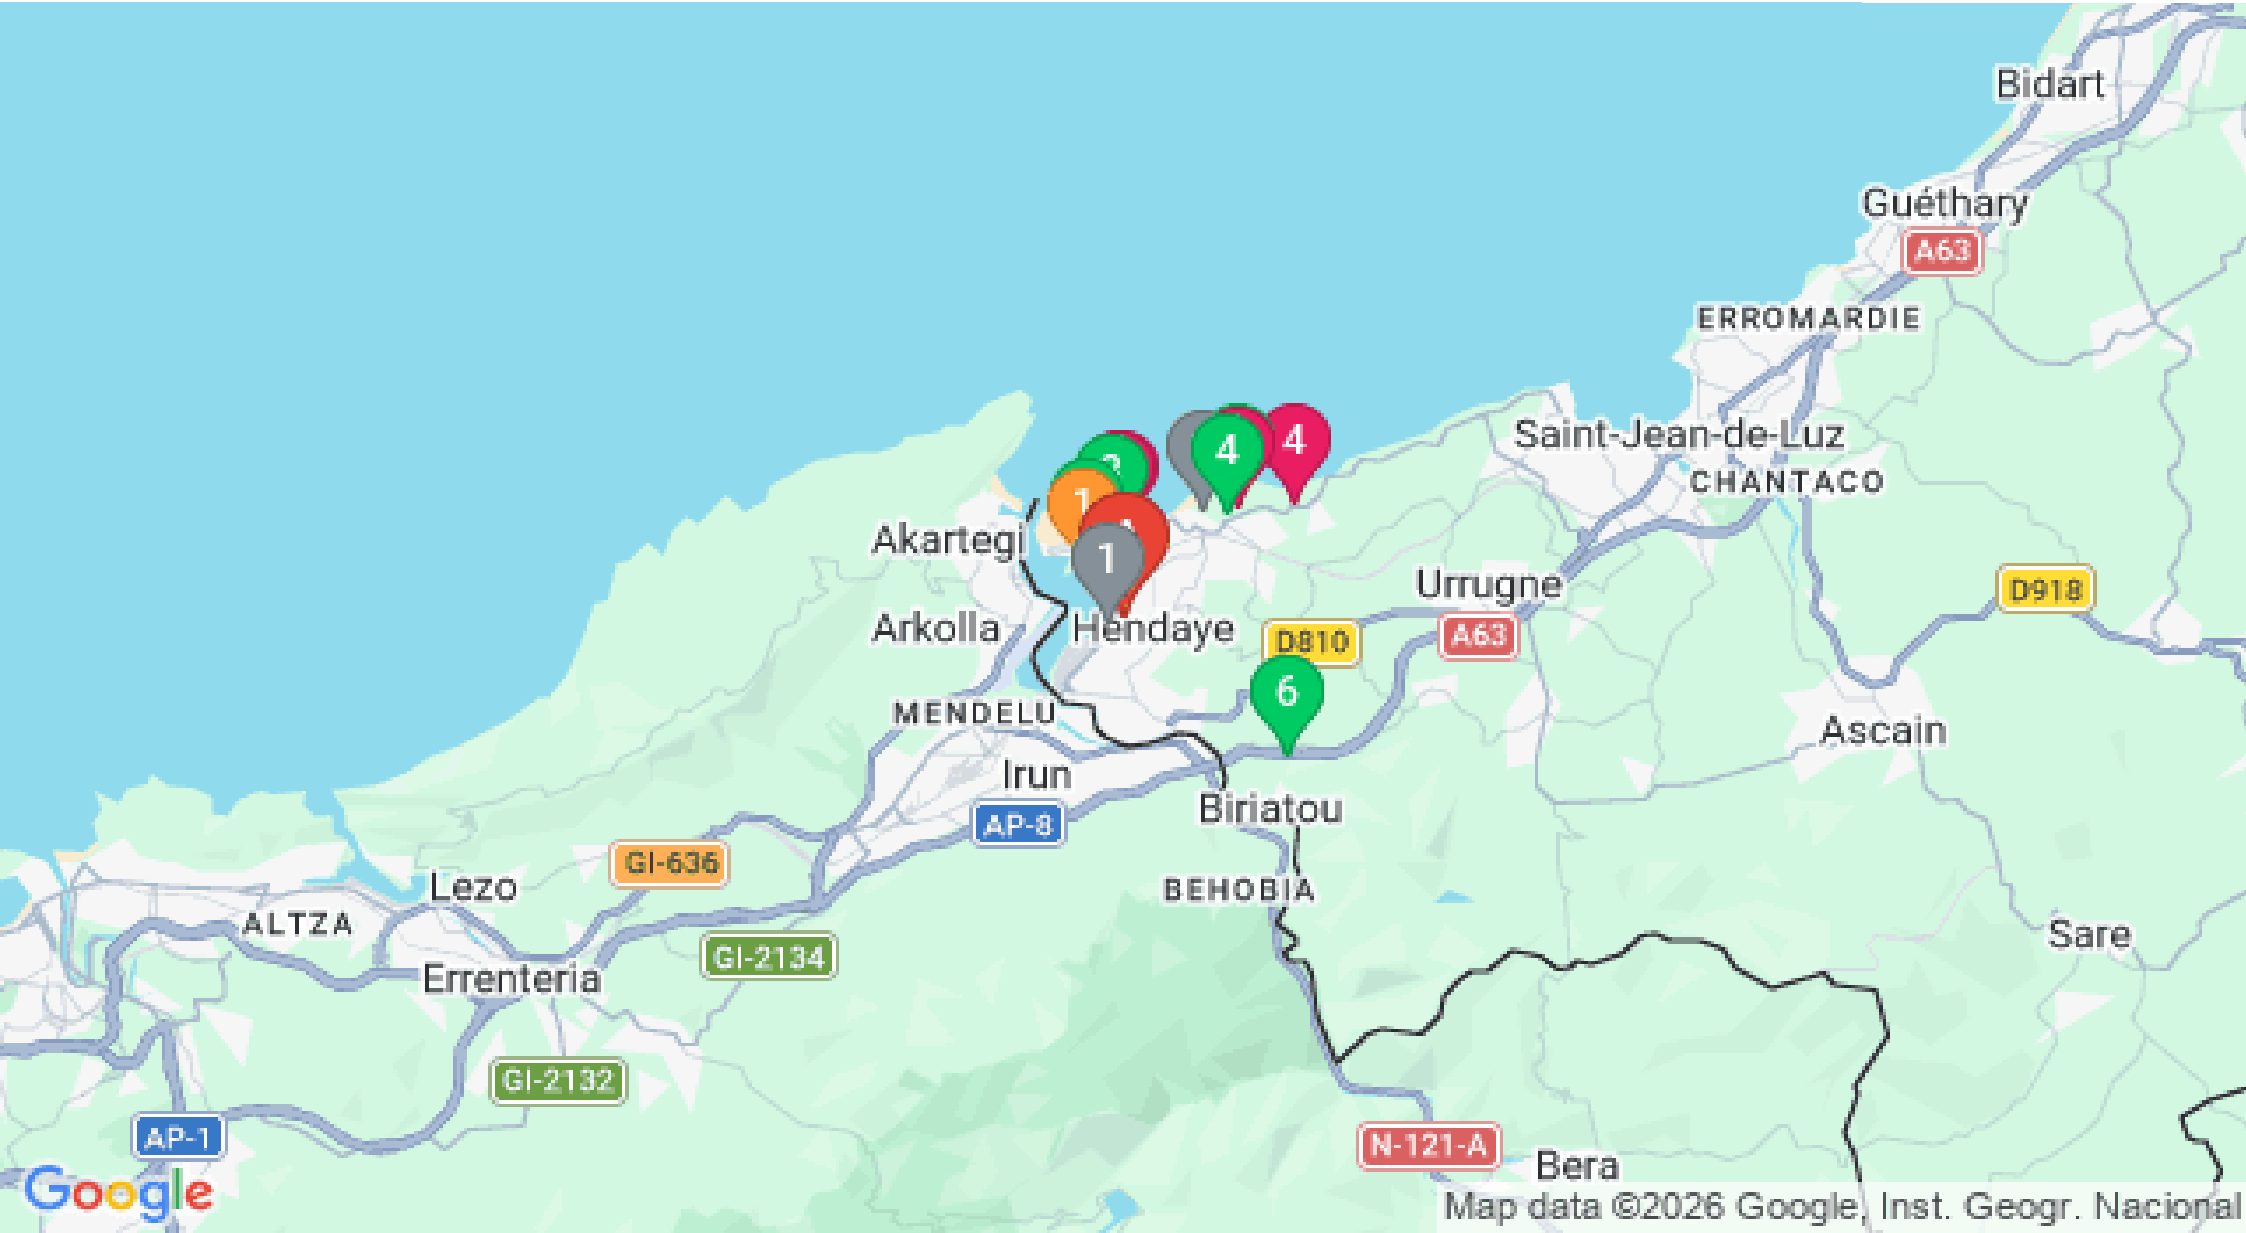 Bidart
Guéthary
A63
ERROMARDIE
4
4
Saint-Jean-de-Luz
CHANTACO
1
Akartegi
1
Urrugne
D918
Arkolla
Hendaye
D810
A63
6
MENDELU
Ascain
Irun
Biriatou
AP-8
GI-636
Lezo
BEHOBIA
ALTZA
Sare
GI-2134
Errenteria
GI-2132
AP-1
N-121-A
Bera
Google
Map data ©2026 Google, Inst. Geogr. Nacional